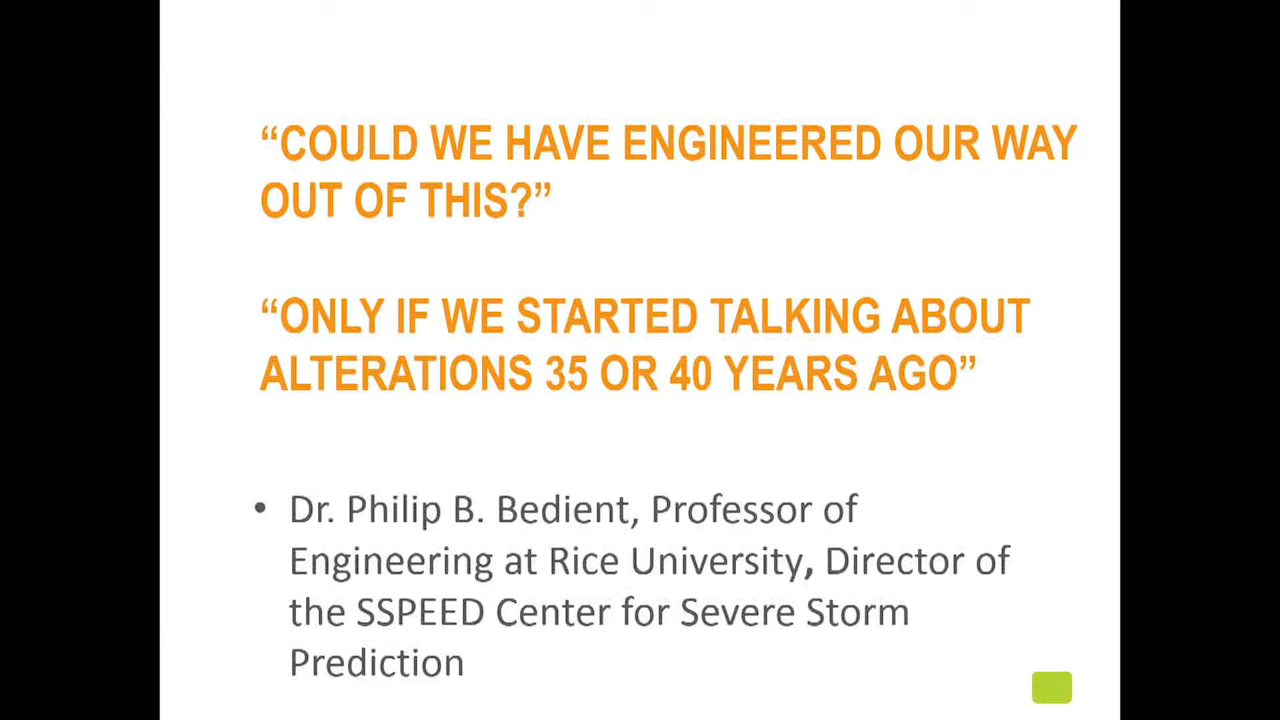 “COULD WE HAVE ENGINEERED OUR WAY
OUT OF THIS?”
“ONLY IF WE STARTED TALKING ABOUT
ALTERATIONS 35 OR 40 YEARS AGO”
• Dr. Philip B. Bedient, Professor of
Engineering at Rice University, Director of
the SSPEED Center for Severe Storm
Prediction